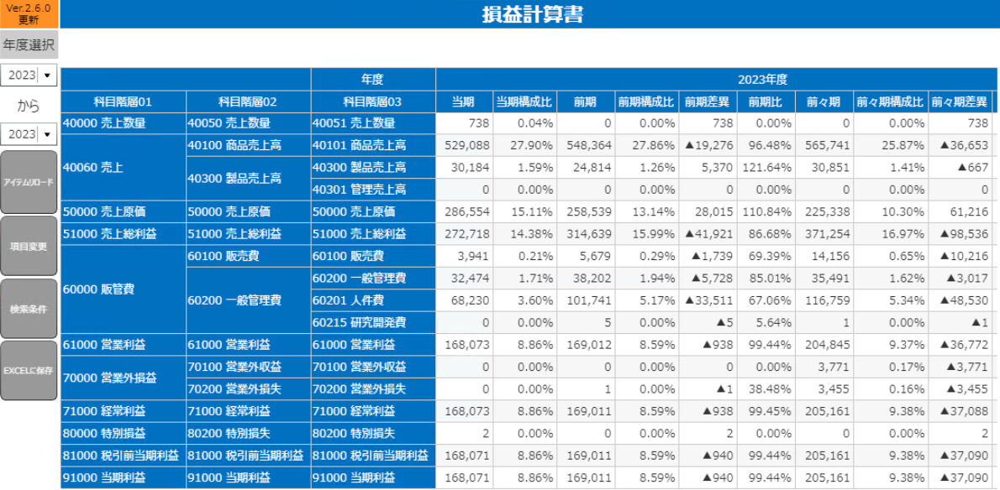 Ver.2.6.0
更新
損益計算書
年度選択
2023 ▼
から
2023 ▼
アイテムリロード
項目変更
検索条件
EXCELに保存
年度 2023年度
科目階層01 科目階層02 科目階層03 当期 当期構成比 前期 前期構成比 前期差異 前期比 前々期 前々期構成比 前々期差異
40000 売上数量 40050 売上数量 40051 売上数量 738 0.04% 0 0.00% 738 0.00% 0 0.00% 738
40060 売上 40100 商品売上高 40101 商品売上高 529,088 27.90% 548,364 27.86% ▲19,276 96.48% 565,741 25.87% ▲36,653
40300 製品売上高 40300 製品売上高 30,184 1.59% 24,814 1.26% 5,370 121.64% 30,851 1.41% ▲667
40301 管理売上高 0 0.00% 0 0.00% 0 0.00% 0 0.00% 0
50000 売上原価 50000 売上原価 50000 売上原価 286,554 15.11% 258,539 13.14% 28,015 110.84% 225,338 10.30% 61,216
51000 売上総利益 51000 売上総利益 51000 売上総利益 272,718 14.38% 314,639 15.99% ▲41,921 86.68% 371,254 16.97% ▲98,536
60000 販管費 60100 販売費 60100 販売費 3,941 0.21% 5,679 0.29% ▲1,739 69.39% 14,156 0.65% ▲10,216
60200 一般管理費 60200 一般管理費 32,474 1.71% 38,202 1.94% ▲5,728 85.01% 35,491 1.62% ▲3,017
60201 人件費 68,230 3.60% 101,741 5.17% ▲33,511 67.06% 116,759 5.34% ▲48,530
60215 研究開発費 0 0.00% 5 0.00% ▲5 5.64% 1 0.00% ▲1
61000 営業利益 61000 営業利益 61000 営業利益 168,073 8.86% 169,012 8.59% ▲938 99.44% 204,845 9.37% ▲36,772
70000 営業外損益 70100 営業外収益 70100 営業外収益 0 0.00% 0 0.00% 0 0.00% 3,771 0.17% ▲3,771
70200 営業外損失 70200 営業外損失 0 0.00% 1 0.00% ▲1 38.48% 3,455 0.16% ▲3,455
71000 経常利益 71000 経常利益 71000 経常利益 168,073 8.86% 169,011 8.59% ▲938 99.45% 205,161 9.38% ▲37,088
80000 特別損益 80200 特別損失 80200 特別損失 2 0.00% 0 0.00% 2 0.00% 0 0.00% 2
81000 税引前当期利益 81000 税引前当期利益 81000 税引前当期利益 168,071 8.86% 169,011 8.59% ▲940 99.44% 205,161 9.38% ▲37,090
91000 当期利益 91000 当期利益 91000 当期利益 168,071 8.86% 169,011 8.59% ▲940 99.44% 205,161 9.38% ▲37,090